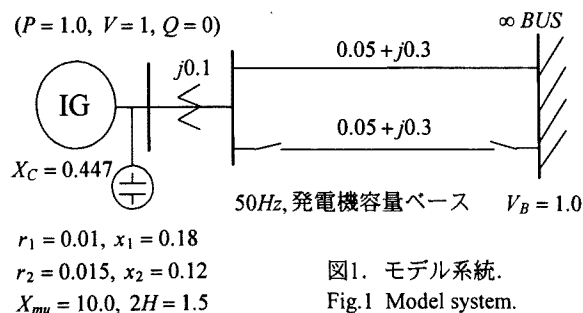 (P = 1.0, V = 1, Q = 0)
∞ BUS
0.05 + j0.3
j0.1
IG
0.05 + j0.3
X_C = 0.447
50Hz, 発電機容量ベース
V_B = 1.0
r_1 = 0.01, x_1 = 0.18
r_2 = 0.015, x_2 = 0.12
X_mu = 10.0, 2H = 1.5
図1. モデル系統.
Fig.1 Model system.